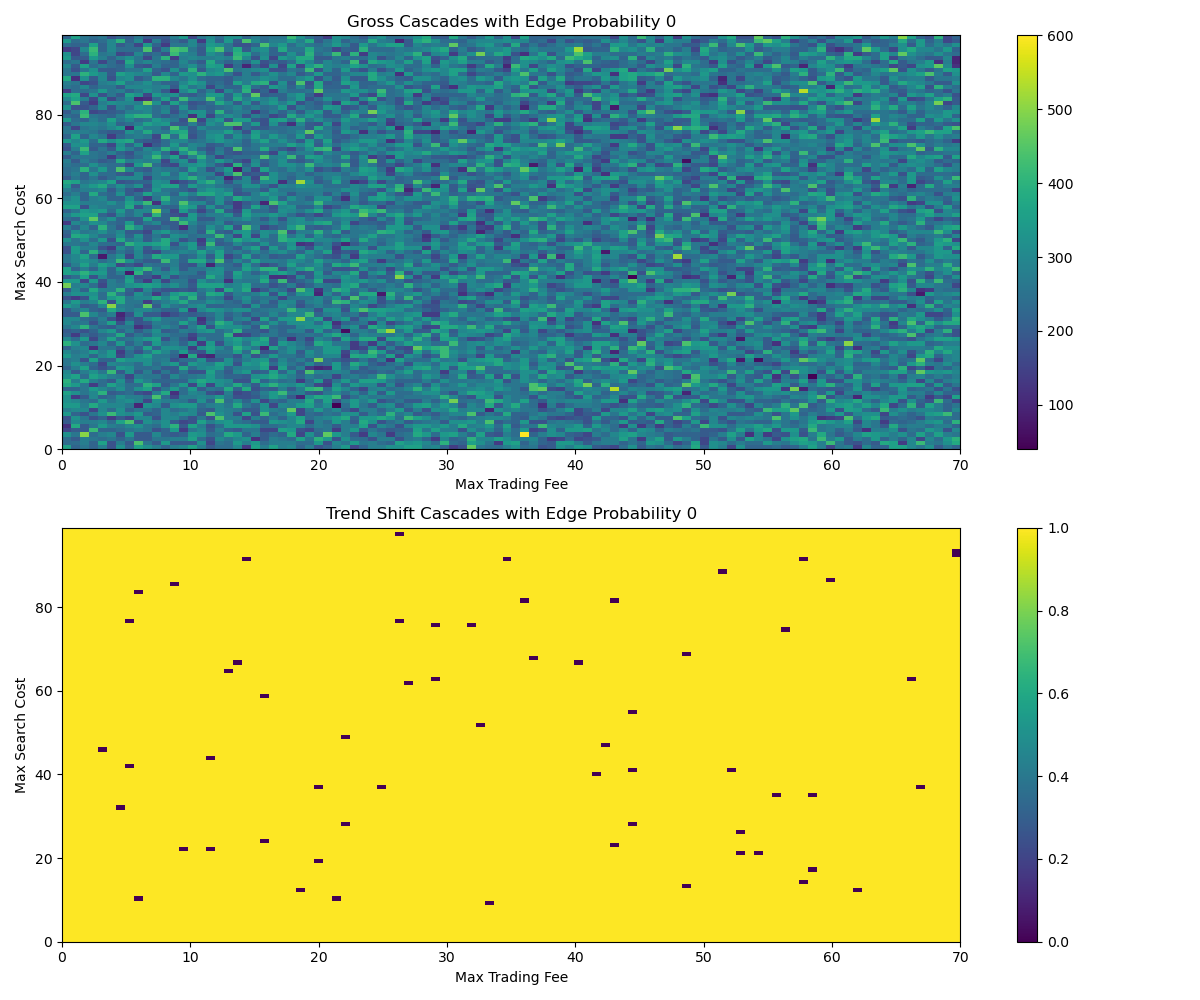 Gross Cascades with Edge Probability 0
Max Search Cost
80
60
40
20
0
0 10 20 30 40 50 60 70
Max Trading Fee
600
500
400
300
200
100
Trend Shift Cascades with Edge Probability 0
Max Search Cost
80
60
40
20
0
0 10 20 30 40 50 60 70
Max Trading Fee
1.0
0.8
0.6
0.4
0.2
0.0